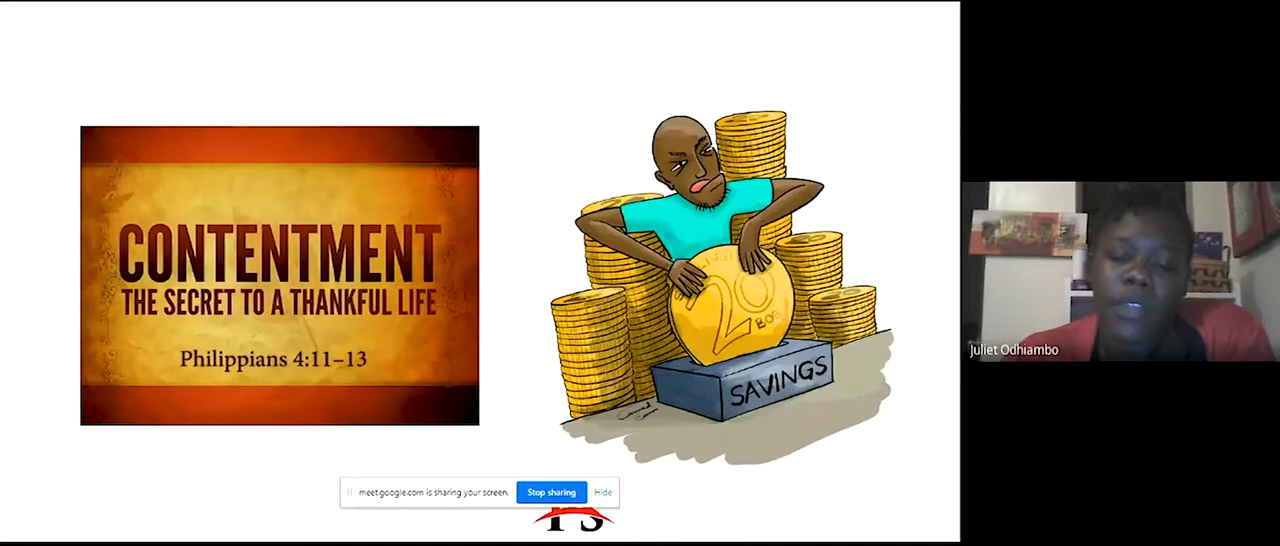 CONTENTMENT
THE SECRET TO A THANKFUL LIFE
Philippians 4:11–13
20
BOB
SAVINGS
Juliet Odhiambo
meet.google.com is sharing your screen.
Stop sharing
Hide